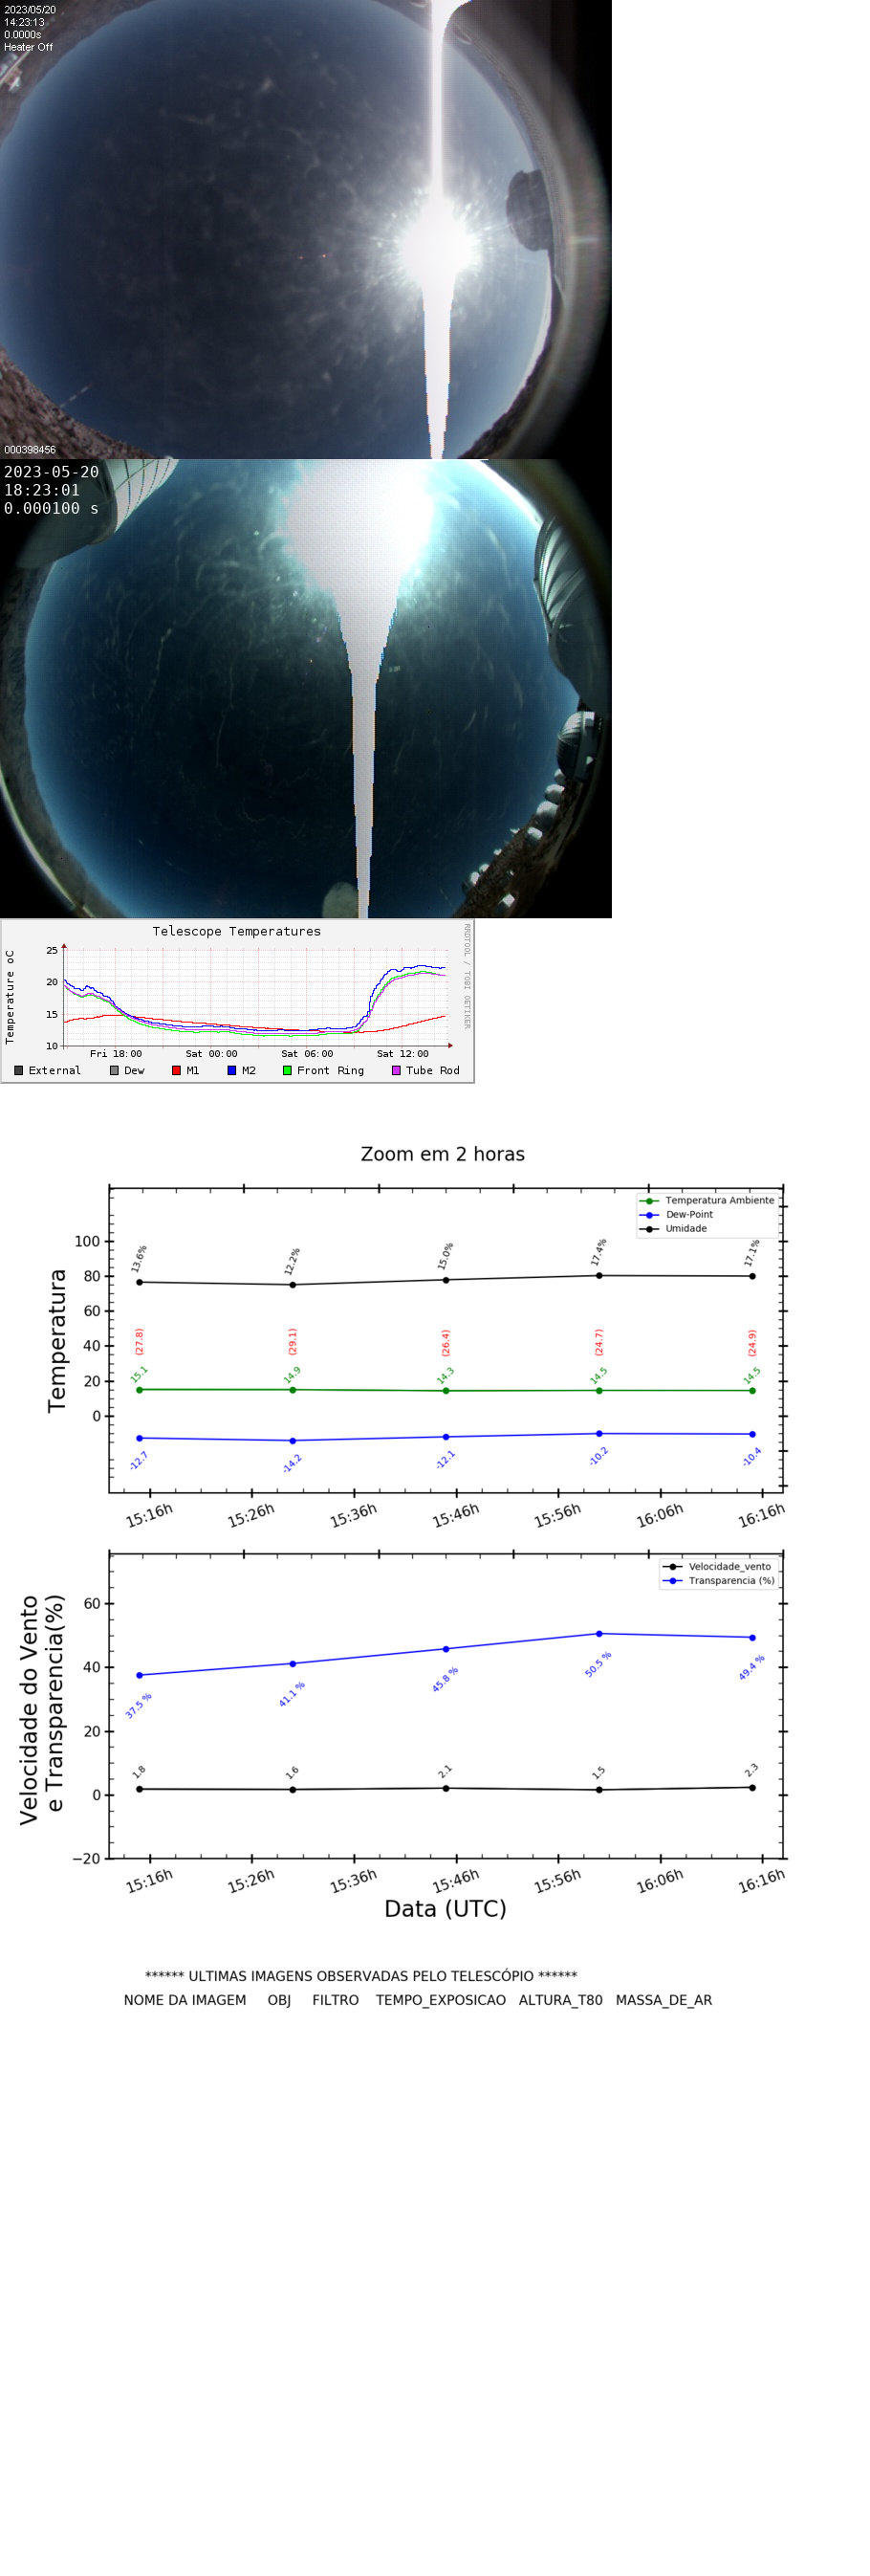 2023/05/20
14:23:13
0.0000s
Heater Off
000398456
2023-05-20
18:23:01
0.000100 s
Telescope Temperatures
RRDTOOL / TOBI OETIKER
Temperature oC
25
20
15
10
Fri 18:00 Sat 00:00 Sat 06:00 Sat 12:00
External Dew M1 M2 Front Ring Tube Rod
Zoom em 2 horas
Temperatura Ambiente
Dew-Point
Umidade
Temperatura
100
80
60
40
20
0
13.6% 12.2% 15.0% 17.4% 17.1%
(27.8) (29.1) (26.4) (24.7) (24.9)
15.1 14.9 14.3 14.5 14.5
-12.7 -14.2 -12.1 -10.2 -10.4
15:16h 15:26h 15:36h 15:46h 15:56h 16:06h 16:16h
Velocidade_vento
Transparencia (%)
Velocidade do Vento
e Transparencia(%)
60
40
20
0
−20
37.5 % 41.1 % 45.8 % 50.5 % 49.4 %
1.8 1.6 2.1 1.5 2.3
15:16h 15:26h 15:36h 15:46h 15:56h 16:06h 16:16h
Data (UTC)
****** ULTIMAS IMAGENS OBSERVADAS PELO TELESCÓPIO ******
NOME DA IMAGEM OBJ FILTRO TEMPO_EXPOSICAO ALTURA_T80 MASSA_DE_AR